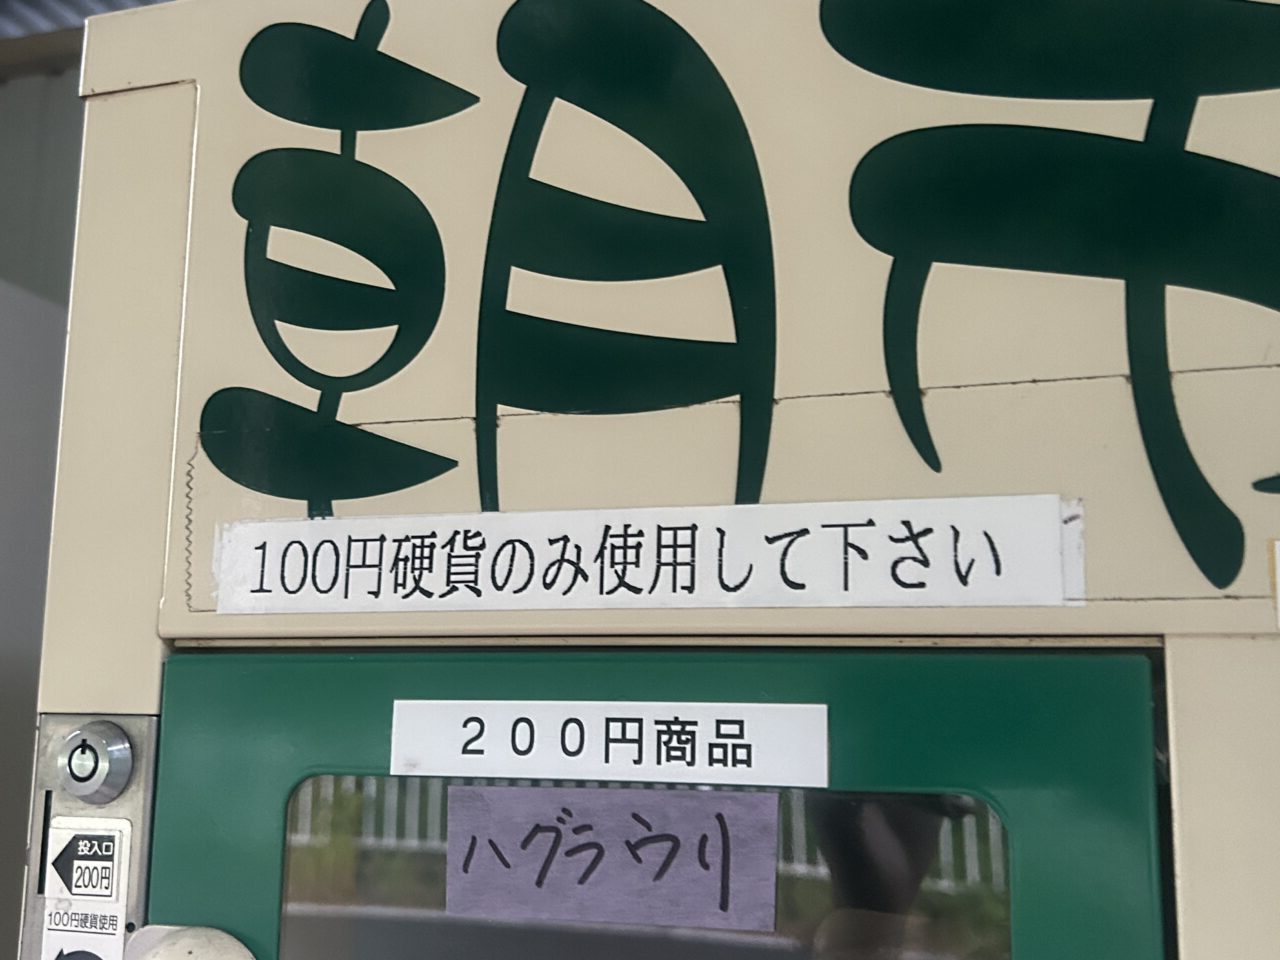 朝
100円硬貨のみ使用して下さい
200円商品
ハグラウリ
投入口
200円
100円硬貨使用